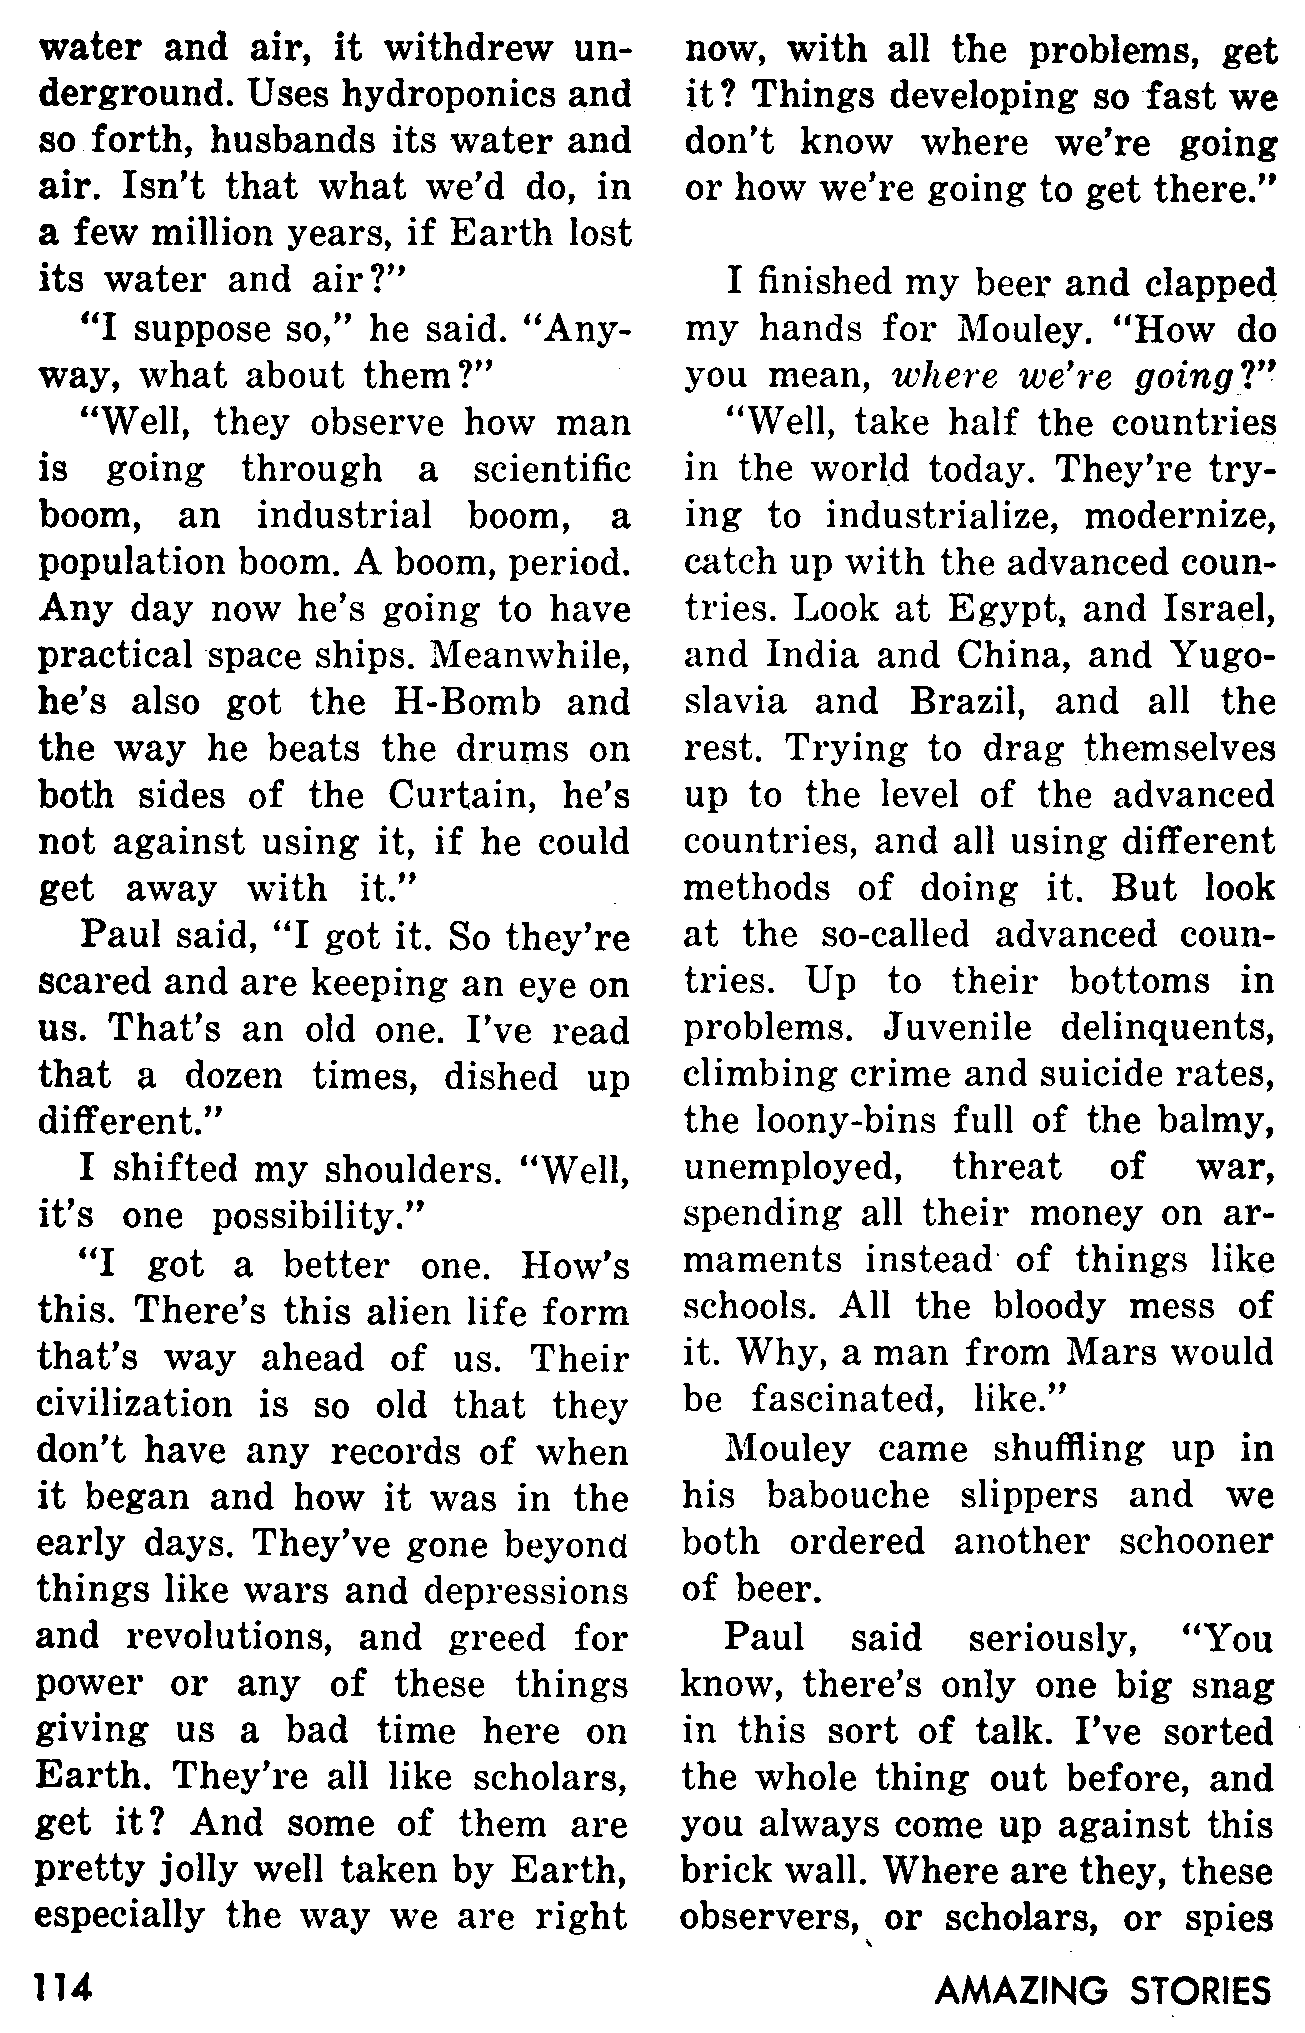 water and air, it withdrew un-
derground. Uses hydroponics and
so forth, husbands its water and
air. Isn't that what we'd do, in
a few million years, if Earth lost
its water and air?"
"I suppose so," he said. "Any-
way, what about them?"
"Well, they observe how man
is going through a scientific
boom, an industrial boom, a
population boom. A boom, period.
Any day now he's going to have
practical space ships. Meanwhile,
he's also got the H-Bomb and
the way he beats the drums on
both sides of the Curtain, he's
not against using it, if he could
get away with it."
Paul said, "I got it. So they're
scared and are keeping an eye on
us. That's an old one. I've read
that a dozen times, dished up
different."
I shifted my shoulders. "Well,
it's one possibility."
"I got a better one. How's
this. There's this alien life form
that's way ahead of us. Their
civilization is so old that they
don't have any records of when
it began and how it was in the
early days. They've gone beyond
things like wars and depressions
and revolutions, and greed for
power or any of these things
giving us a bad time here on
Earth. They're all like scholars,
get it? And some of them are
pretty jolly well taken by Earth,
especially the way we are right
now, with all the problems, get
it? Things developing so fast we
don't know where we're going
or how we're going to get there."
I finished my beer and clapped
my hands for Mouley. "How do
you mean, where we're going?"
"Well, take half the countries
in the world today. They're try-
ing to industrialize, modernize,
catch up with the advanced coun-
tries. Look at Egypt, and Israel,
and India and China, and Yugo-
slavia and Brazil, and all the
rest. Trying to drag themselves
up to the level of the advanced
countries, and all using different
methods of doing it. But look
at the so-called advanced coun-
tries. Up to their bottoms in
problems. Juvenile delinquents,
climbing crime and suicide rates,
the loony-bins full of the balmy,
unemployed, threat of war,
spending all their money on ar-
maments instead of things like
schools. All the bloody mess of
it. Why, a man from Mars would
be fascinated, like."
Mouley came shuffling up in
his babouche slippers and we
both ordered another schooner
of beer.
Paul said seriously, "You
know, there's only one big snag
in this sort of talk. I've sorted
the whole thing out before, and
you always come up against this
brick wall. Where are they, these
observers, or scholars, or spies
114
AMAZING STORIES